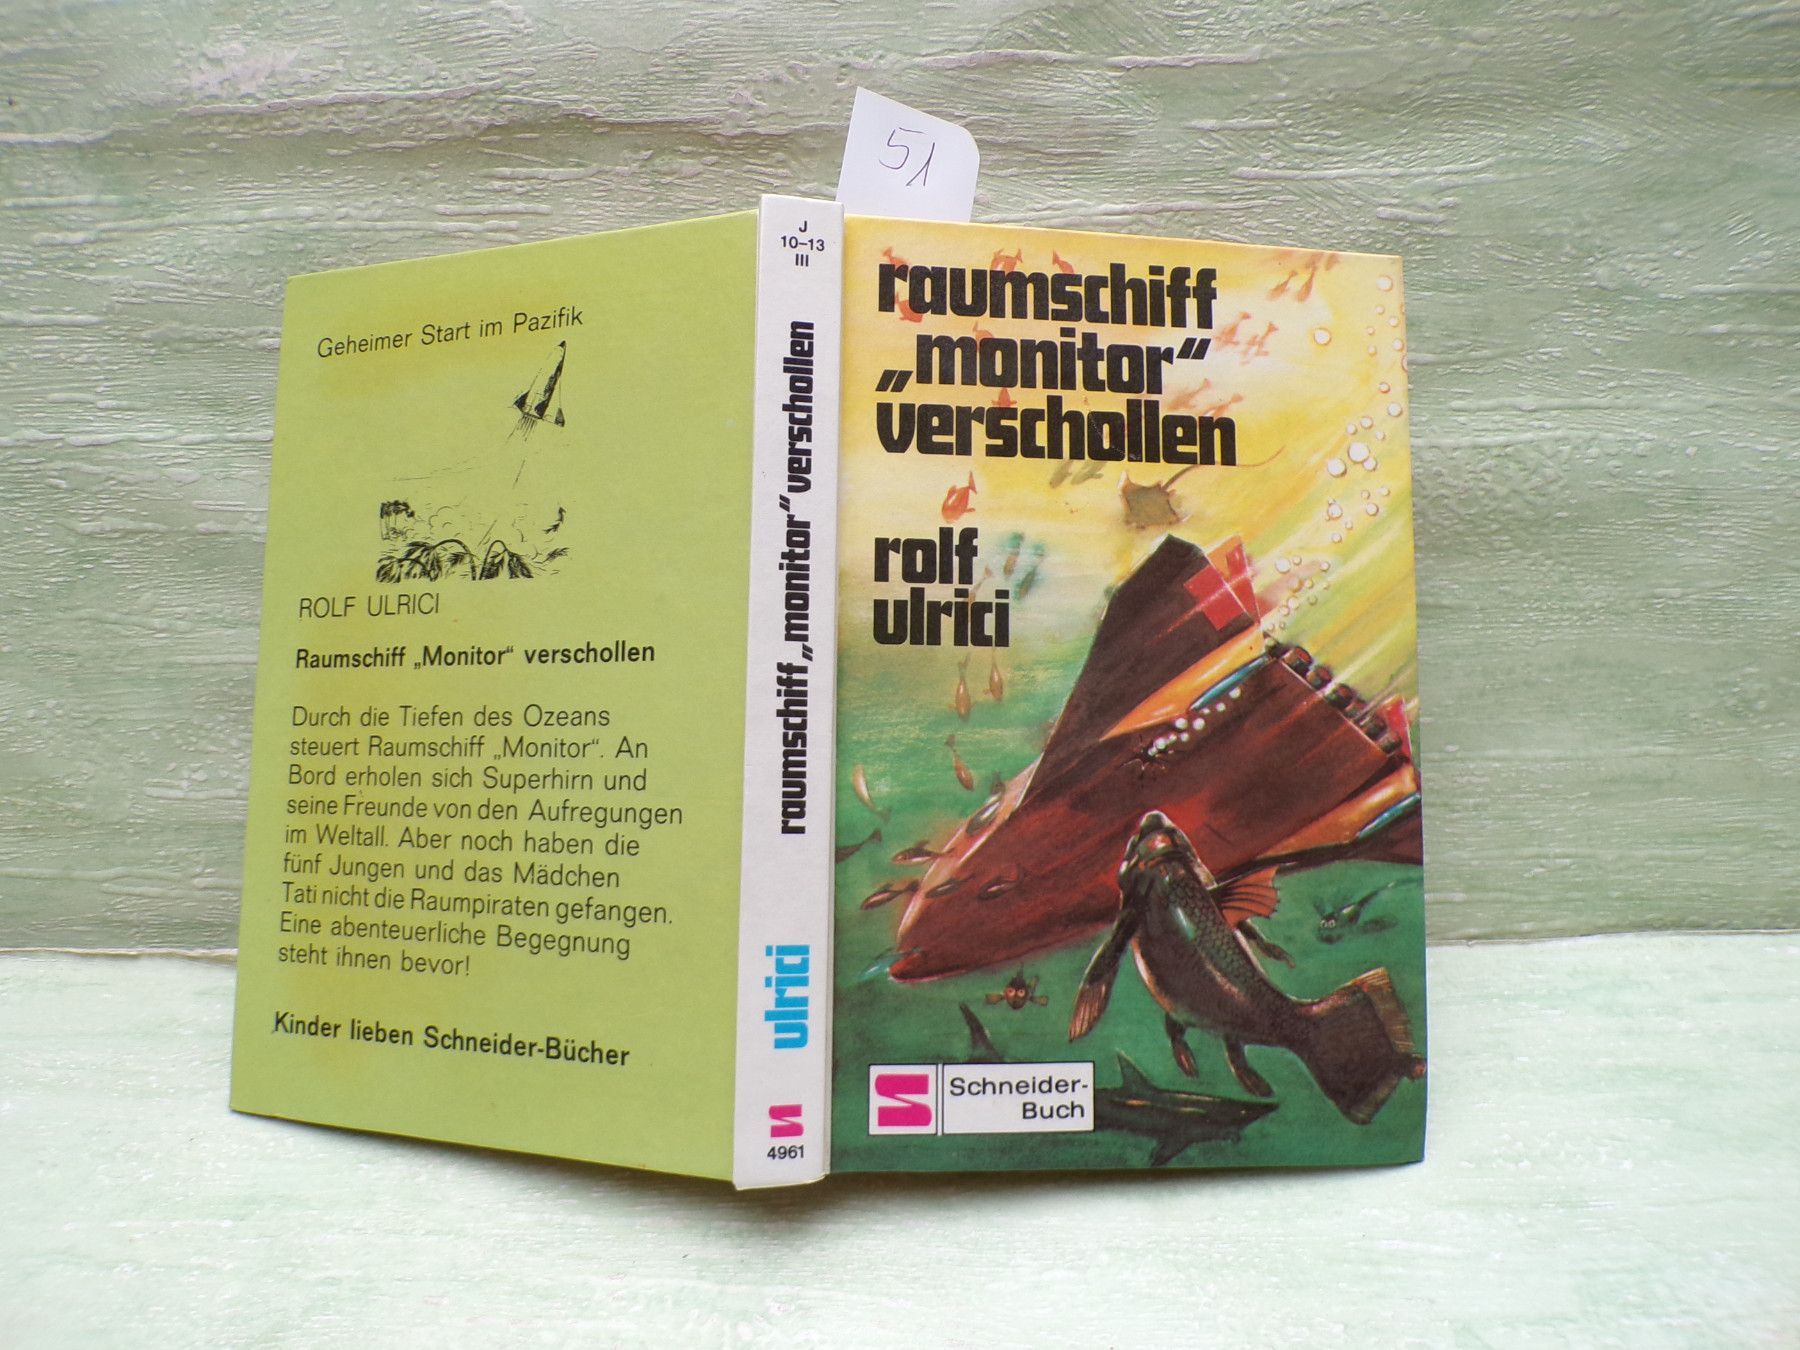 51
Geheimer Start im Pazifik
ROLF ULRICI
Raumschiff „Monitor“ verschollen
Durch die Tiefen des Ozeans
steuert Raumschiff „Monitor“. An
Bord erholen sich Superhirn und
seine Freunde von den Aufregungen
im Weltall. Aber noch haben die
fünf Jungen und das Mädchen
Tati nicht die Raumpiraten gefangen.
Eine abenteuerliche Begegnung
steht ihnen bevor!
Kinder lieben Schneider-Bücher
J
10–13
III
raumschiff „monitor“ verschollen
ulrici
4961
raumschiff
„monitor“
verschollen
rolf
ulrici
Schneider-
Buch